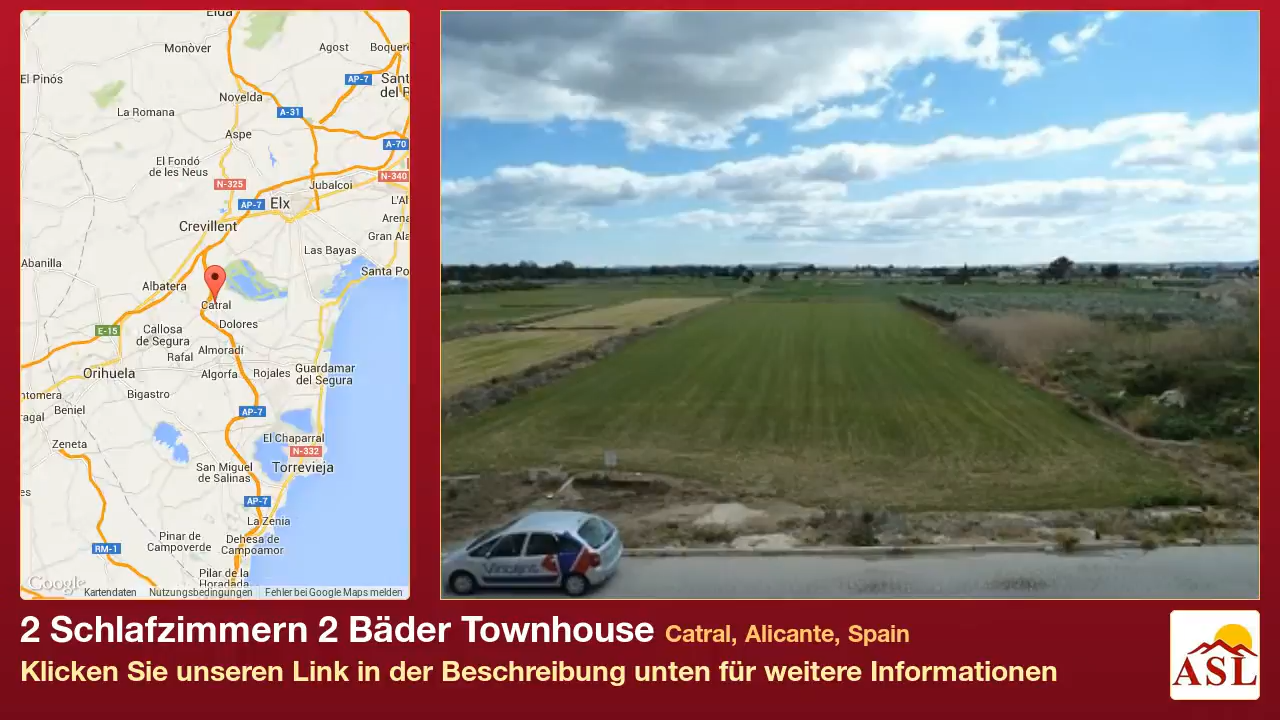 Elda
Monòver
Agost
Boquere
El Pinós
AP-7
Sant
del R
Novelda
A-31
La Romana
Aspe
A-70
El Fondó
de les Neus
N-325
N-340
Jubalcoi
AP-7
Elx
L'Al
Crevillent
Arena
Gran Ala
Las Bayas
Abanilla
Santa Po
Albatera
Catral
E-15
Dolores
Callosa
de Segura
Rafal
Almoradí
Orihuela
Algorfa
Rojales
Guardamar
del Segura
ntomera
Bigastro
ragal
Beniel
AP-7
Zeneta
El Chaparral
N-332
San Miguel
de Salinas
Torrevieja
es
AP-7
La Zenia
RM-1
Pinar de
Campoverde
Dehesa de
Campoamor
Pilar de la
Horadada
Google
Kartendaten
Nutzungsbedingungen
Fehler bei Google Maps melden
2 Schlafzimmern 2 Bäder Townhouse Catral, Alicante, Spain
Klicken Sie unseren Link in der Beschreibung unten für weitere Informationen
ASL